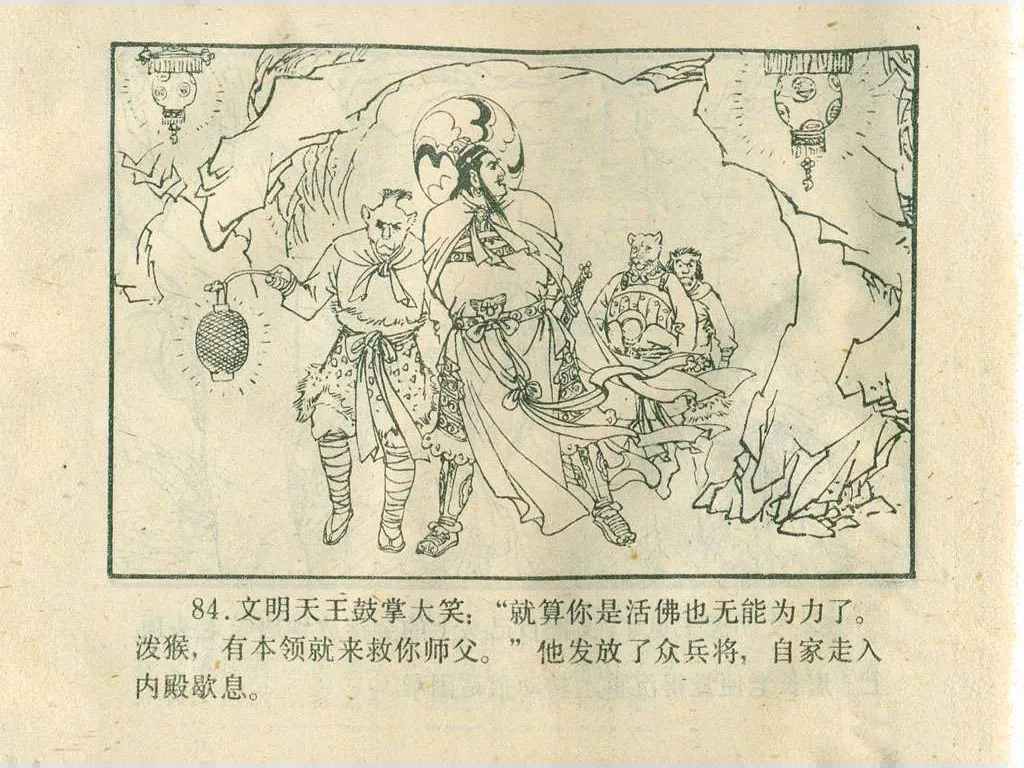 84.文明天王鼓掌大笑；“就算你是活佛也无能为力了。
泼猴，有本领就来救你师父。”他发放了众兵将，自家走入
内殿歇息。